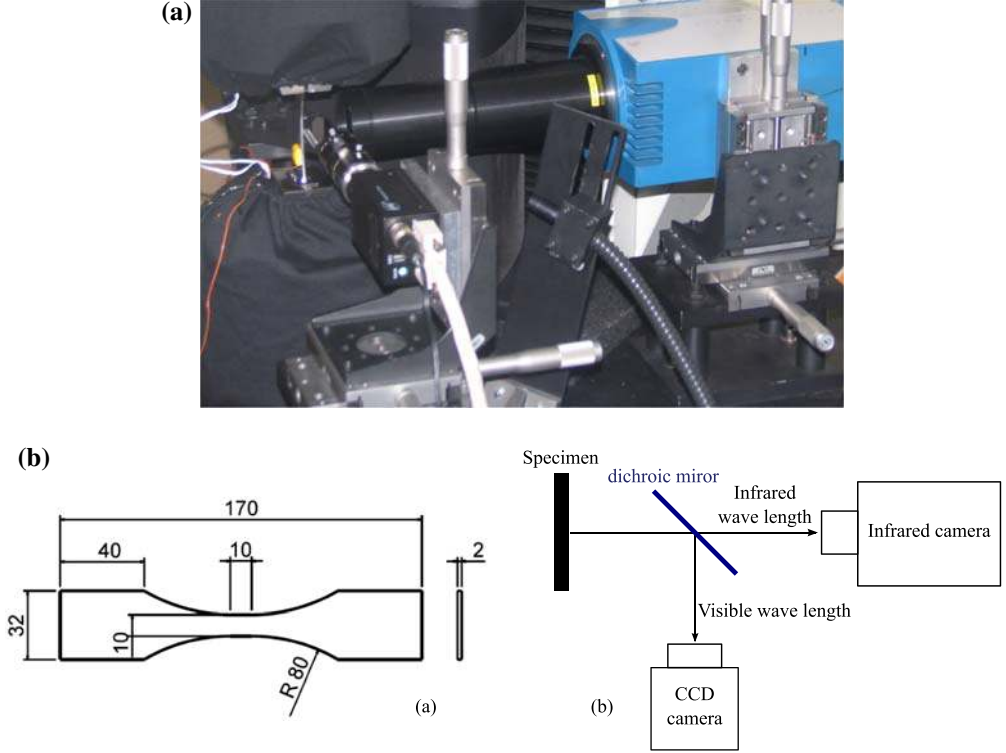 (a)
(b)
170
40
10
2
32
10
R 80
(a)
Specimen
dichroic miror
Infrared
wave length
Infrared camera
Visible wave length
CCD
camera
(b)